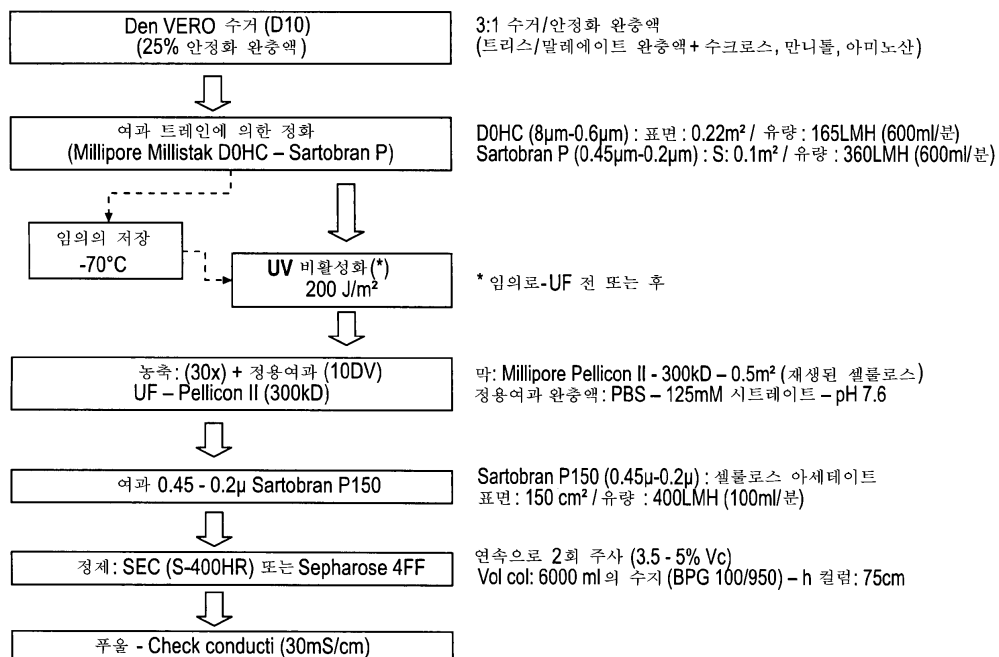 Den VERO 수거 (D10)
(25% 안정화 완충액)
3:1 수거/안정화 완충액
(트리스/말레에이트 완충액+ 수크로스, 만니톨, 아미노산)
여과 트레인에 의한 정화
(Millipore Millistak D0HC – Sartobran P)
D0HC (8µm-0.6µm) : 표면 : 0.22m² / 유량 : 165LMH (600ml/분)
Sartobran P (0.45µm-0.2µm) : S: 0.1m² / 유량 : 360LMH (600ml/분)
임의의 저장
-70°C
UV 비활성화(*)
200 J/m²
* 임의로-UF 전 또는 후
농축: (30x) + 정용여과 (10DV)
UF – Pellicon II (300kD)
막: Millipore Pellicon II - 300kD – 0.5m² (재생된 셀룰로스)
정용여과 완충액: PBS – 125mM 시트레이트 – pH 7.6
여과 0.45 - 0.2µ Sartobran P150
Sartobran P150 (0.45µ-0.2µ) : 셀룰로스 아세테이트
표면 : 150 cm² / 유량 : 400LMH (100ml/분)
정제: SEC (S-400HR) 또는 Sepharose 4FF
연속으로 2회 주사 (3.5 - 5% Vc)
Vol col: 6000 ml의 수지 (BPG 100/950) – h 컬럼: 75cm
푸울 - Check conducti (30mS/cm)